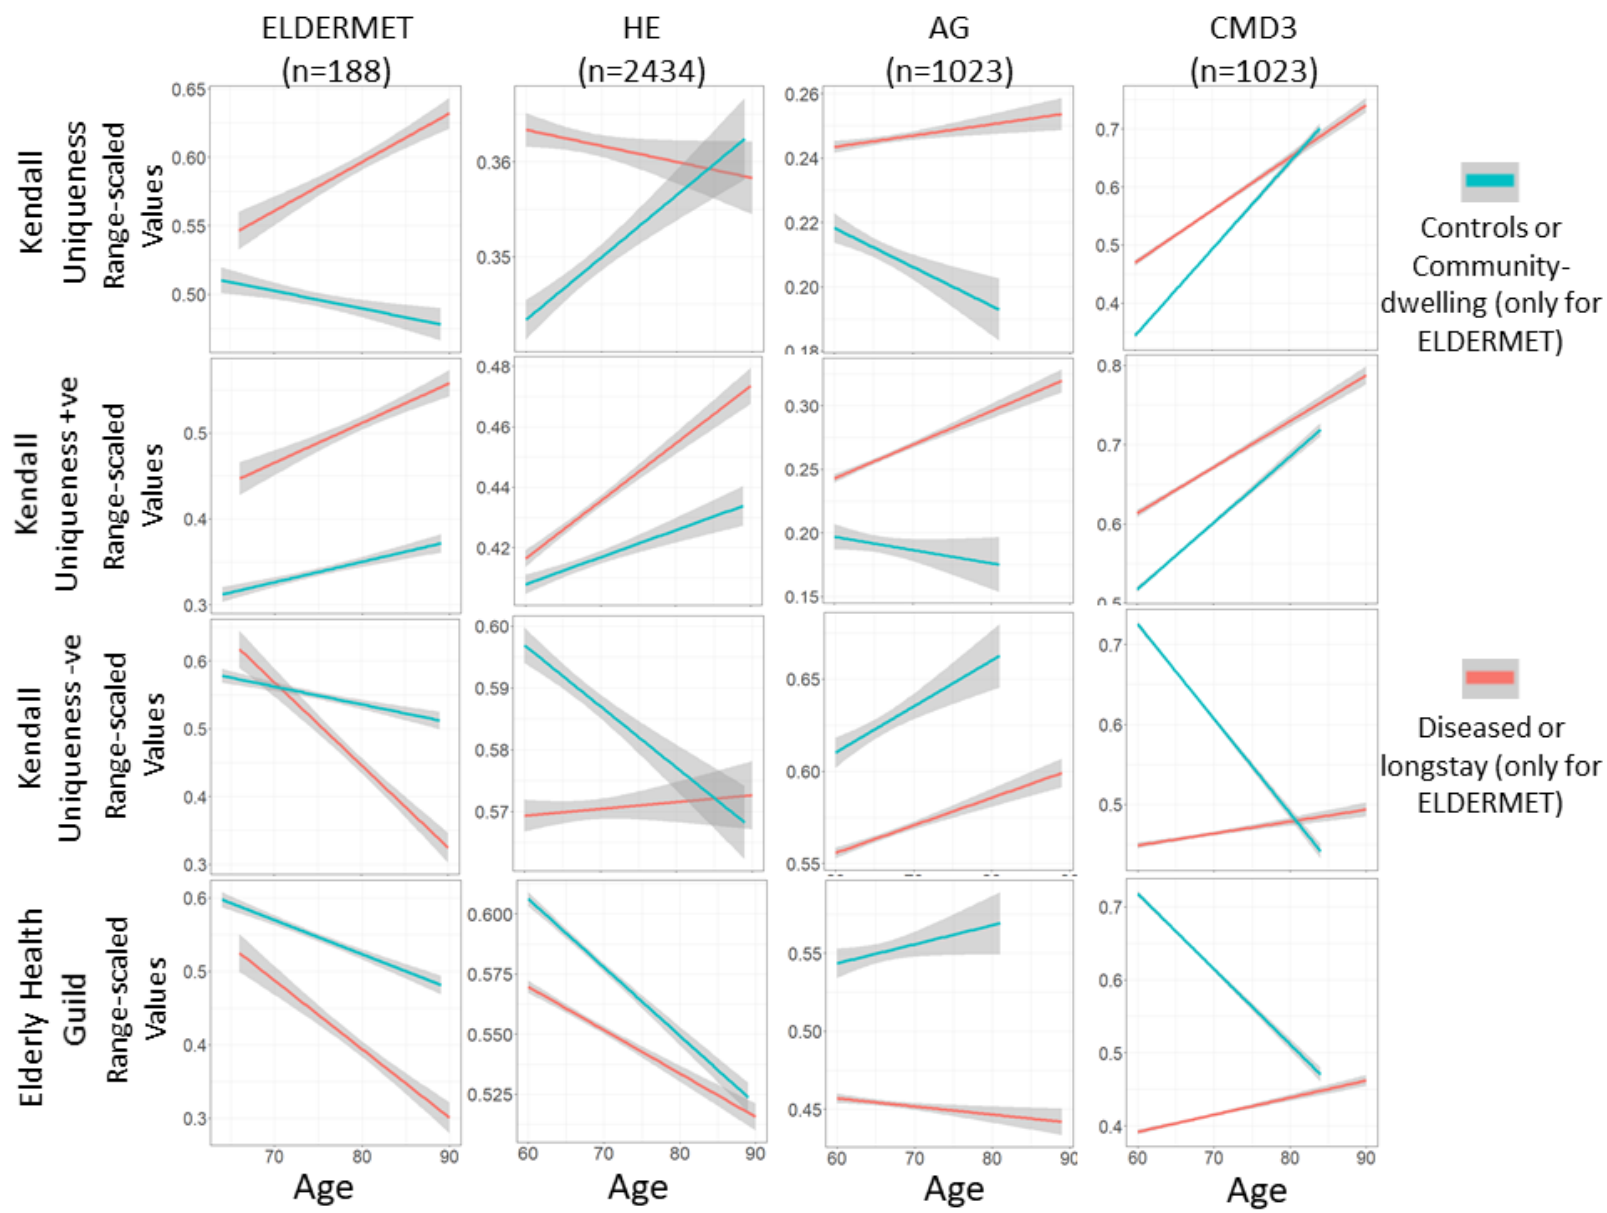 ELDERMET
(n=188)
HE
(n=2434)
AG
(n=1023)
CMD3
(n=1023)
Kendall
Uniqueness
Range-scaled
Values
0.65
0.60
0.55
0.50
0.36
0.35
0.26
0.24
0.22
0.20
0.18
0.7
0.6
0.5
0.4
Kendall
Uniqueness +ve
Range-scaled
Values
0.5
0.4
0.3
0.48
0.46
0.44
0.42
0.30
0.25
0.20
0.15
0.8
0.7
0.6
0.5
Kendall
Uniqueness -ve
Range-scaled
Values
0.6
0.5
0.4
0.3
0.60
0.59
0.58
0.57
0.65
0.60
0.55
0.7
0.6
0.5
Elderly Health
Guild
Range-scaled
Values
0.6
0.5
0.4
0.3
0.600
0.575
0.550
0.525
0.55
0.50
0.45
0.7
0.6
0.5
0.4
70 80 90
60 70 80 90
60 70 80 90
60 70 80 90
Age
Age
Age
Age
Controls or
Community-
dwelling (only for
ELDERMET)
Diseased or
longstay (only for
ELDERMET)